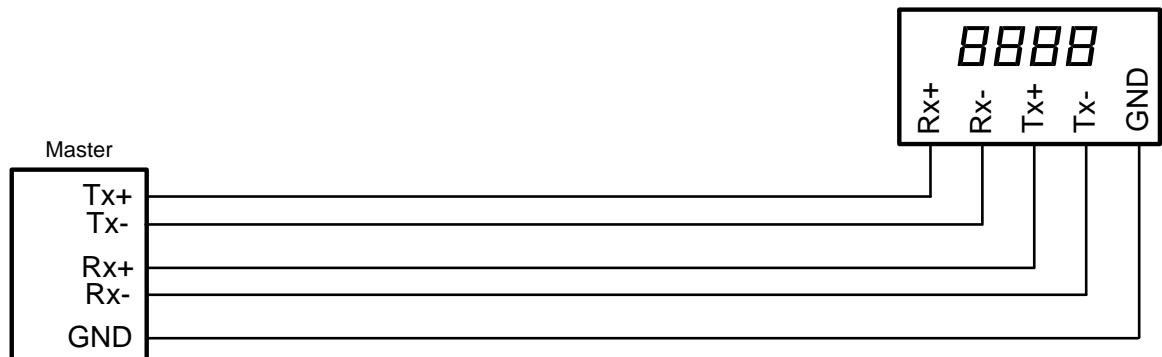 8888
Rx+
Rx-
Tx+
Tx-
GND
Master
Tx+
Tx-
Rx+
Rx-
GND